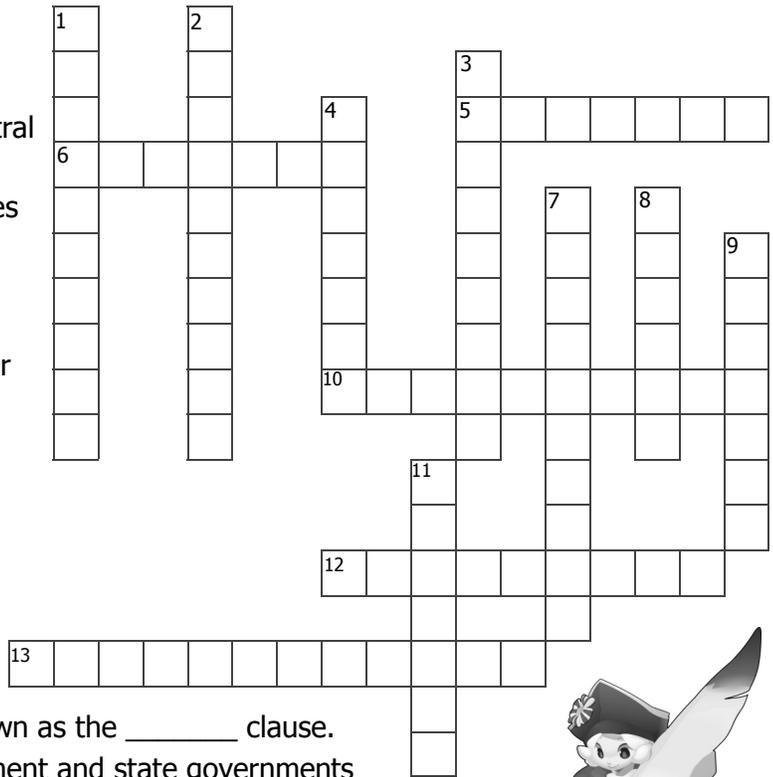 1
2
3
4
5
tral
6
es
7
8
9
r
10
11
12
13
wn as the ________ clause.
ment and state governments